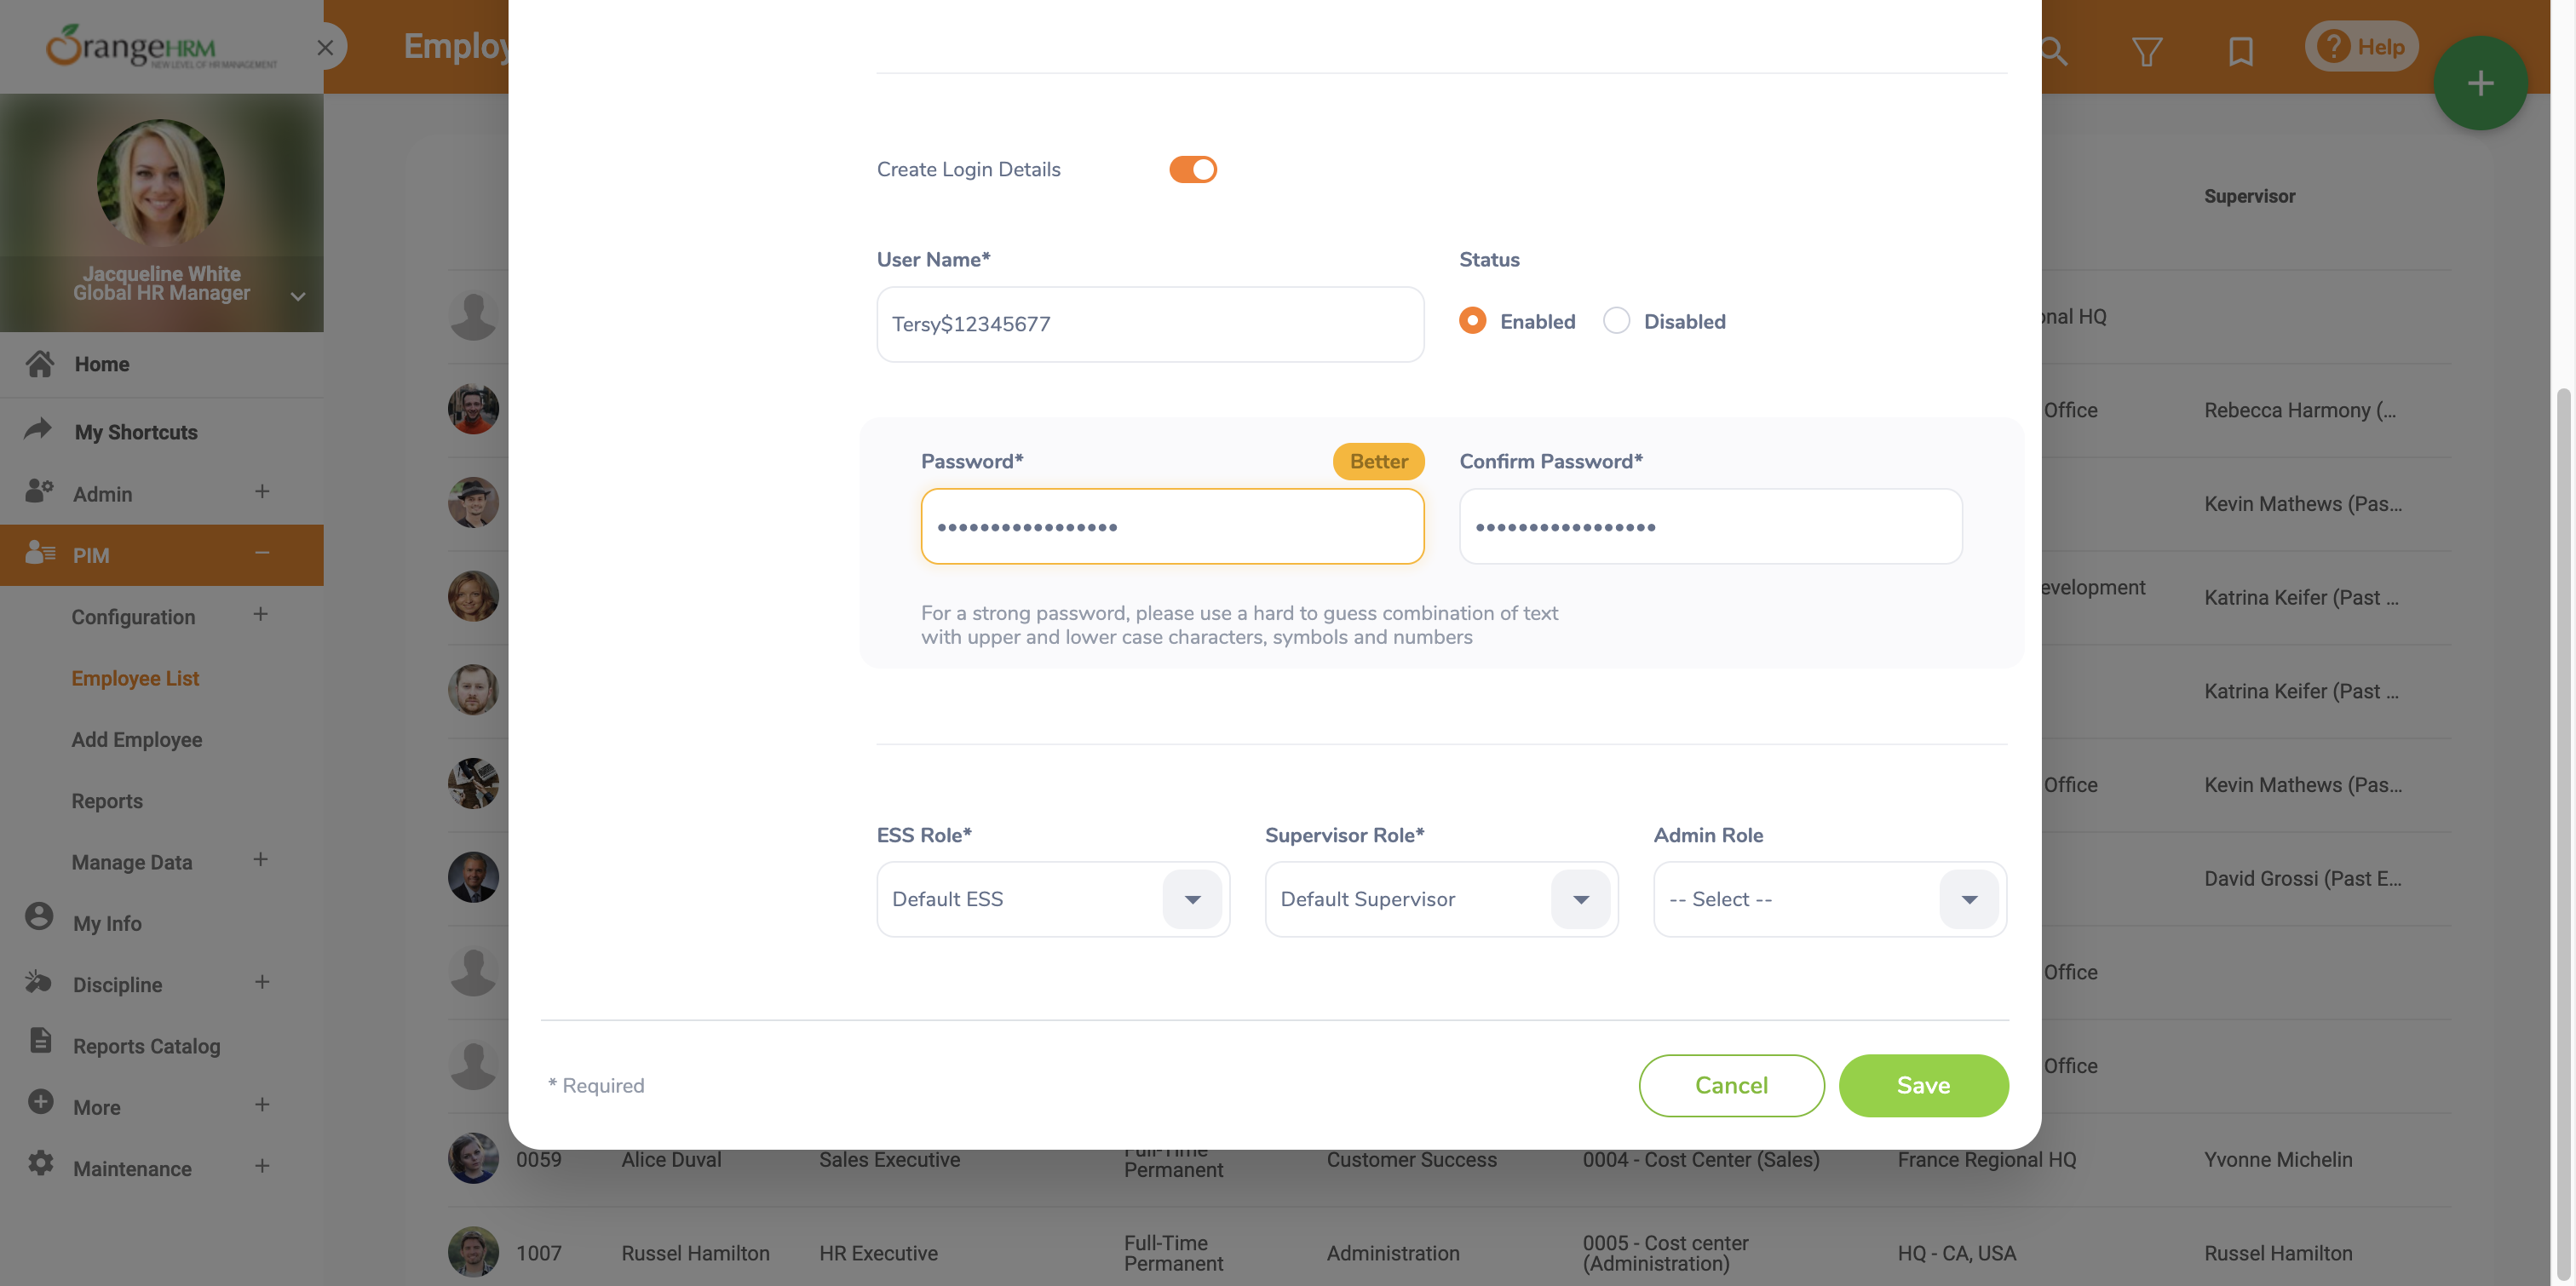 OrangeHRM
NEW LEVEL OF HR MANAGEMENT
Employ
Help
Jacqueline White
Global HR Manager
Home
My Shortcuts
Admin
PIM
Configuration
Employee List
Add Employee
Reports
Manage Data
My Info
Discipline
Reports Catalog
More
Maintenance
Create Login Details
User Name*
Tersy$12345677
Status
Enabled
Disabled
Password*
Better
Confirm Password*
•••••••••••••••••
•••••••••••••••••
For a strong password, please use a hard to guess combination of text
with upper and lower case characters, symbols and numbers
ESS Role*
Supervisor Role*
Admin Role
Default ESS
Default Supervisor
-- Select --
* Required
Cancel
Save
Supervisor
onal HQ
Office Rebecca Harmony (...
Kevin Mathews (Pas...
evelopment Katrina Keifer (Past ...
Katrina Keifer (Past ...
Office Kevin Mathews (Pas...
David Grossi (Past E...
Office
Office
0059 Alice Duval Sales Executive Full-Time Permanent Customer Success 0004 - Cost Center (Sales) France Regional HQ Yvonne Michelin
1007 Russel Hamilton HR Executive Full-Time Permanent Administration 0005 - Cost center (Administration) HQ - CA, USA Russel Hamilton